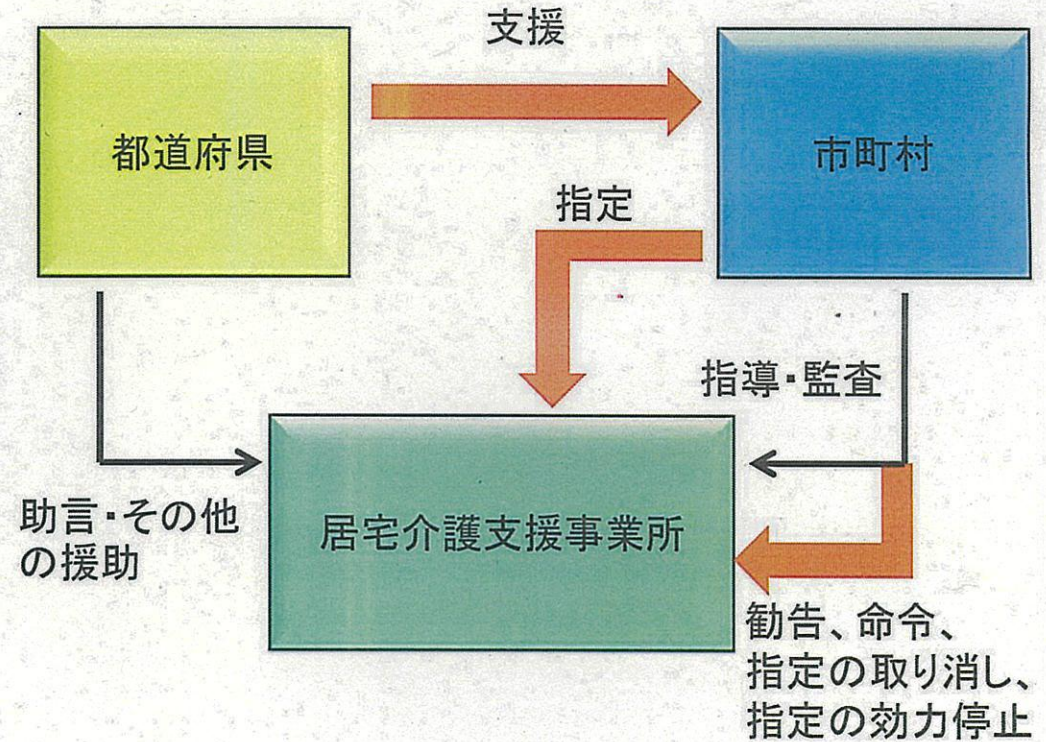 支援
都道府県
市町村
指定
指導・監査
助言・その他
の援助
居宅介護支援事業所
勧告、命令、
指定の取り消し、
指定の効力停止